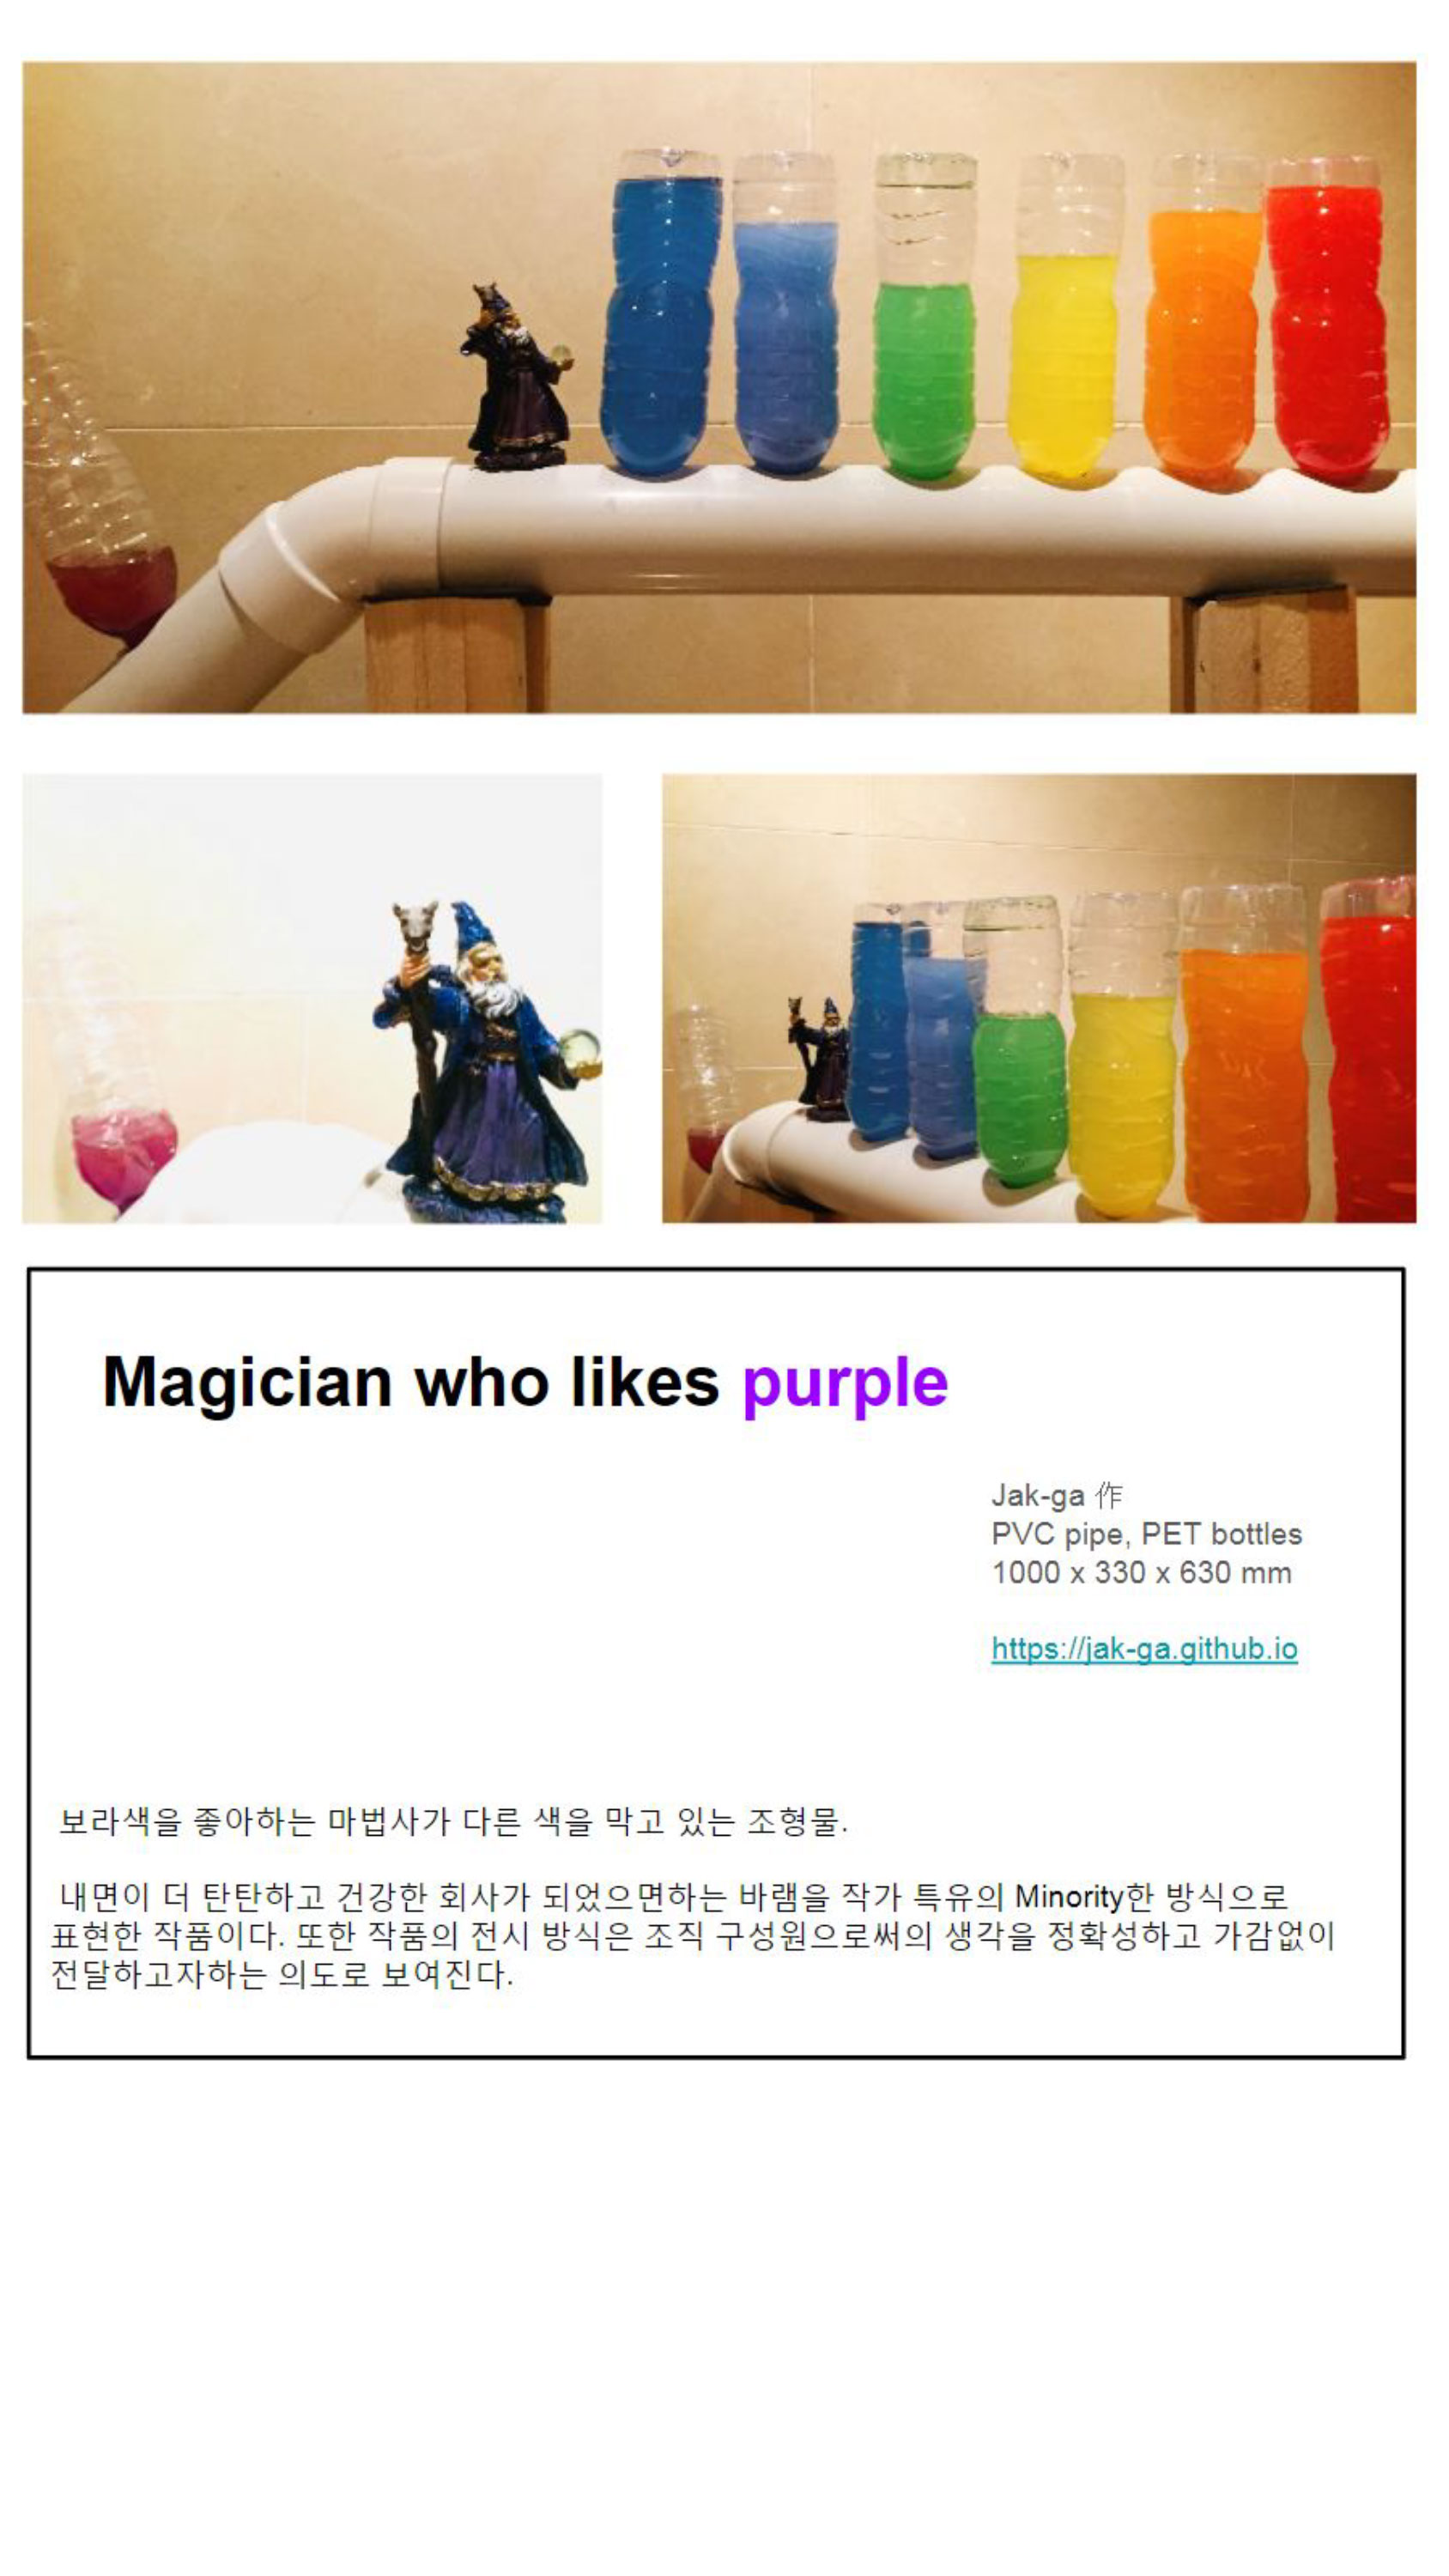 Magician who likes purple
Jak-ga 作
PVC pipe, PET bottles
1000 x 330 x 630 mm
https://jak-ga.github.io
보라색을 좋아하는 마법사가 다른 색을 막고 있는 조형물.
내면이 더 탄탄하고 건강한 회사가 되었으면하는 바램을 작가 특유의 Minority한 방식으로
표현한 작품이다. 또한 작품의 전시 방식은 조직 구성원으로써의 생각을 정확성하고 가감없이
전달하고자하는 의도로 보여진다.